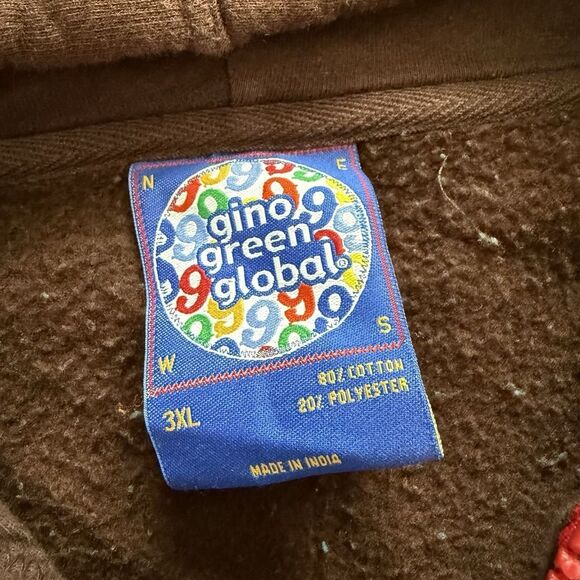 N E
gino
green
global®
W S
3XL
80% COTTON
20% POLYESTER
MADE IN INDIA